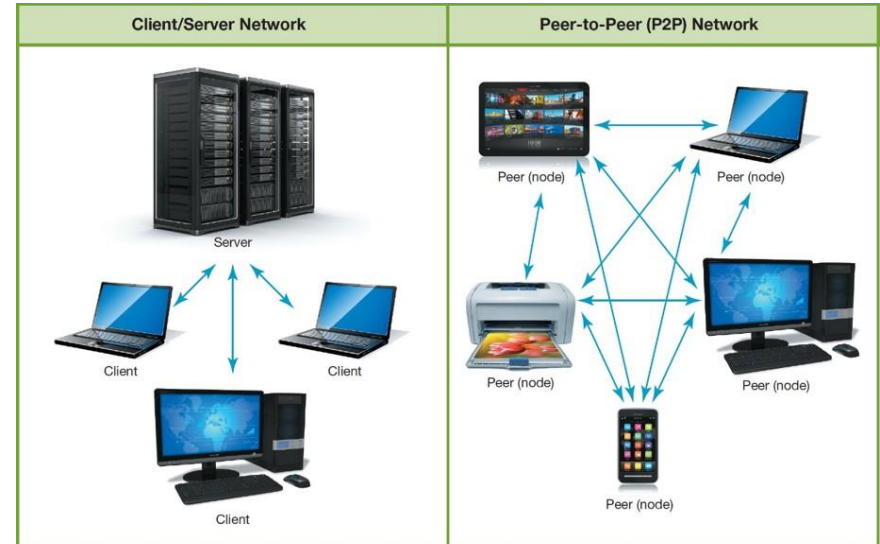 Client/Server Network
Peer-to-Peer (P2P) Network
Server
Client
Client
Client
Peer (node)
Peer (node)
Peer (node)
Peer (node)
Peer (node)